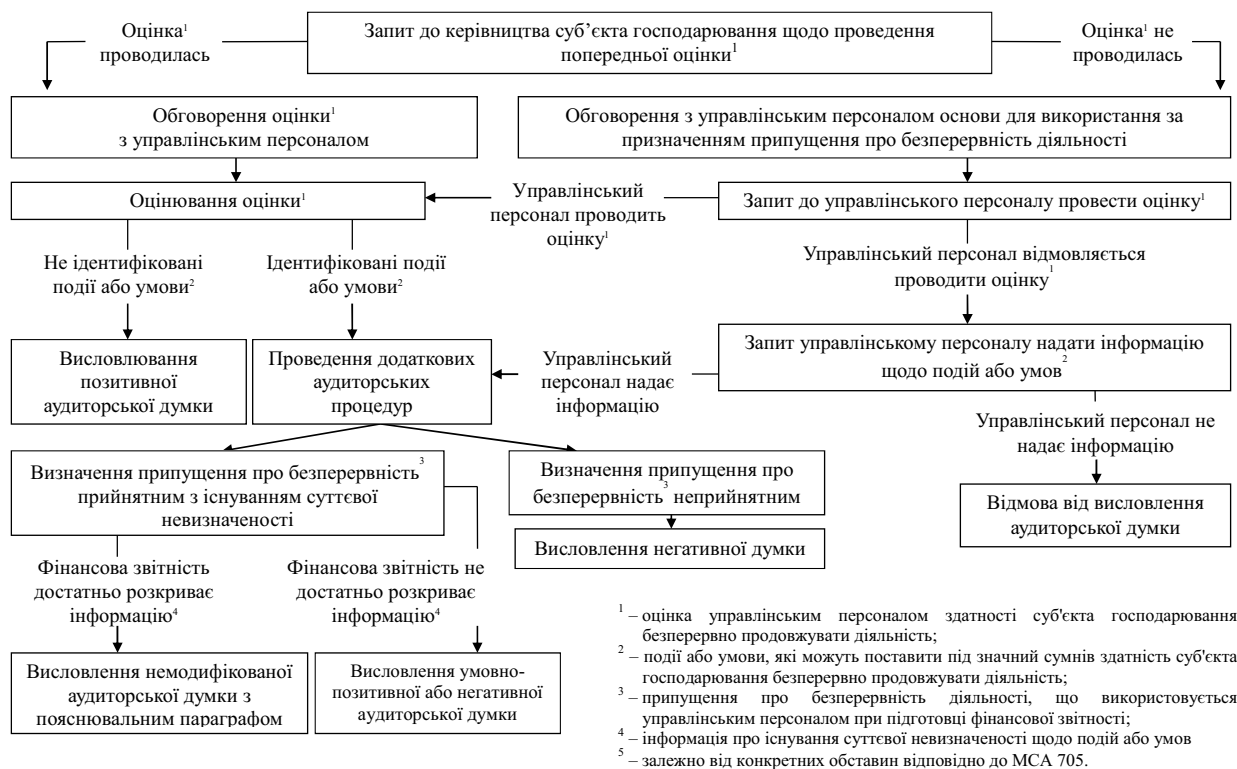 Оцінка¹
проводилась
Запит до керівництва суб’єкта господарювання щодо проведення
попередньої оцінки¹
Оцінка¹ не
проводилась
Обговорення оцінки¹
з управлінським персоналом
Обговорення з управлінським персоналом основи для використання за
призначенням припущення про безперервність діяльності
Оцінювання оцінки¹
Управлінський
персонал проводить
оцінку¹
Запит до управлінського персоналу провести оцінку¹
Не ідентифіковані
події або умови²
Ідентифіковані події
або умови²
Управлінський персонал відмовляється
проводити оцінку¹
Висловлювання
позитивної
аудиторської думки
Проведення додаткових
аудиторських
процедур
Управлінський
персонал надає
інформацію
Запит управлінському персоналу надати інформацію
щодо подій або умов²
Управлінський персонал не
надає інформацію
Визначення припущення про безперервність³
прийнятним з існуванням суттєвої
невизначеності
Визначення припущення про
безперервність³ неприйнятним
Відмова від висловлення
аудиторської думки
Висловлення негативної думки
Фінансова звітність
достатньо розкриває
інформацію⁴
Фінансова звітність не
достатньо розкриває
інформацію⁴
Висловлення немодифікованої
аудиторської думки з
пояснювальним параграфом
Висловлення умовно-
позитивної або негативної
аудиторської думки
¹ – оцінка управлінським персоналом здатності суб'єкта господарювання
безперервно продовжувати діяльність;
² – події або умови, які можуть поставити під значний сумнів здатність суб'єкта
господарювання безперервно продовжувати діяльність;
³ – припущення про безперервність діяльності, що використовується
управлінським персоналом при підготовці фінансової звітності;
⁴ – інформація про існування суттєвої невизначеності щодо подій або умов
⁵ – залежно від конкретних обставин відповідно до МСА 705.